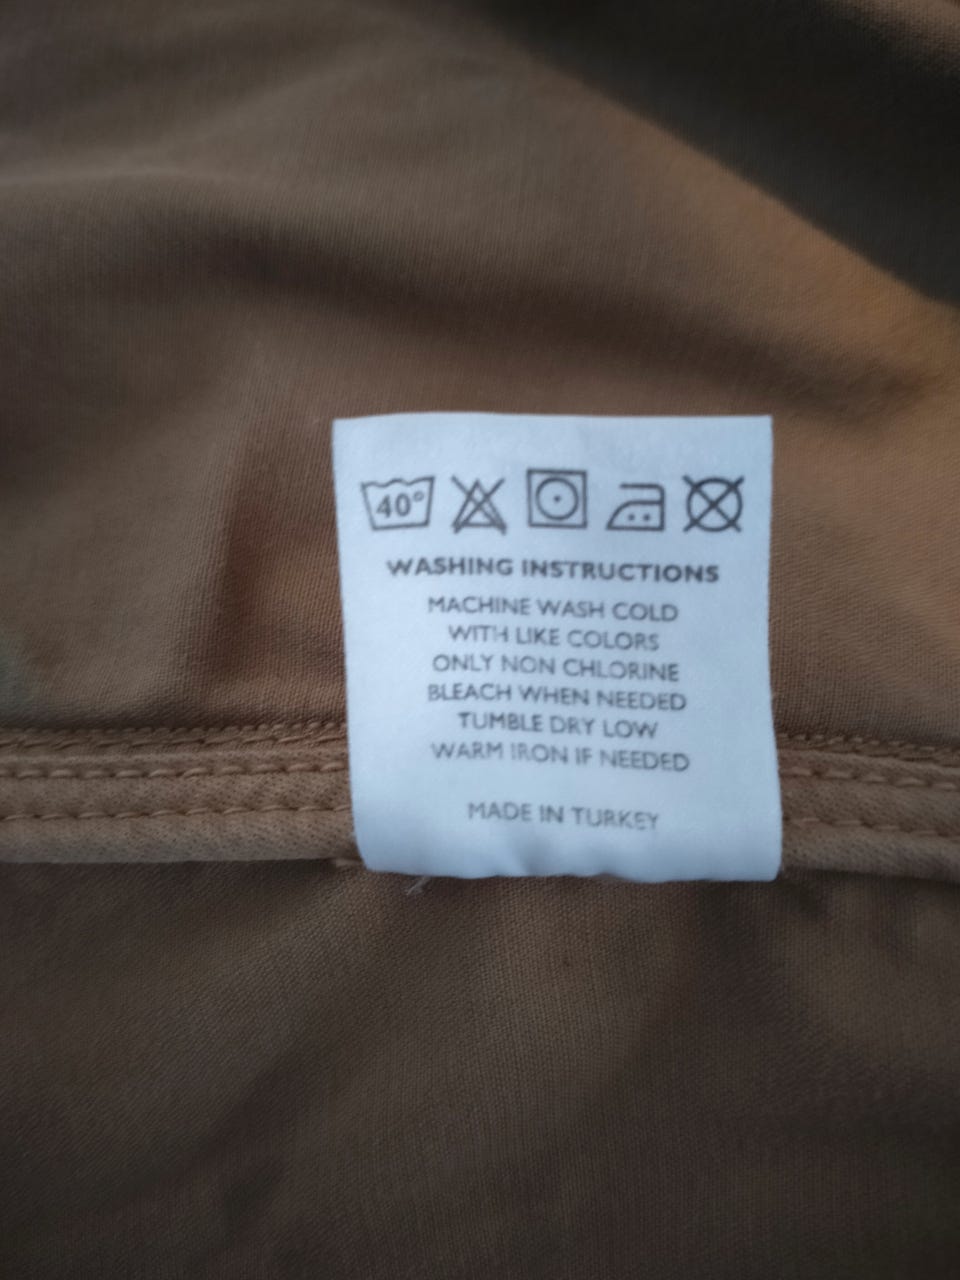 40°
WASHING INSTRUCTIONS
MACHINE WASH COLD
WITH LIKE COLORS
ONLY NON CHLORINE
BLEACH WHEN NEEDED
TUMBLE DRY LOW
WARM IRON IF NEEDED
MADE IN TURKEY